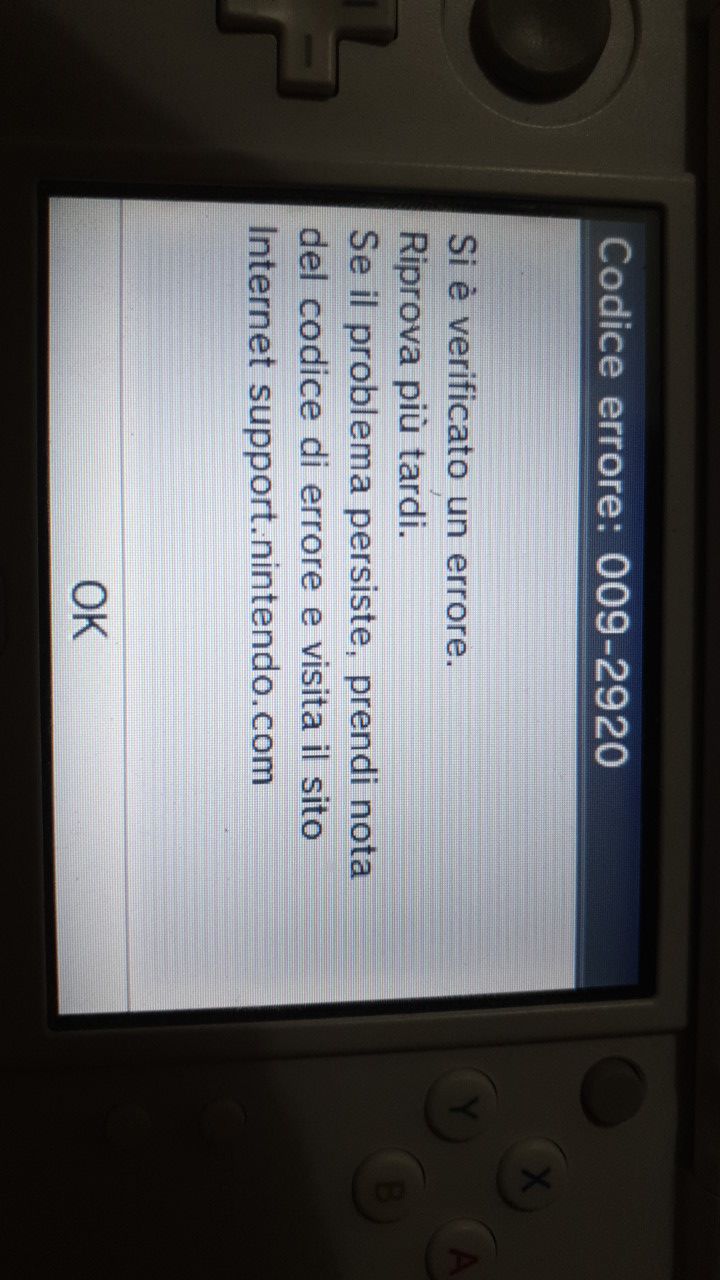 Codice errore: 009-2920
Si è verificato un errore.
Riprova più tardi.
Se il problema persiste, prendi nota
del codice di errore e visita il sito
Internet support.nintendo.com
OK
Y
X
B
A